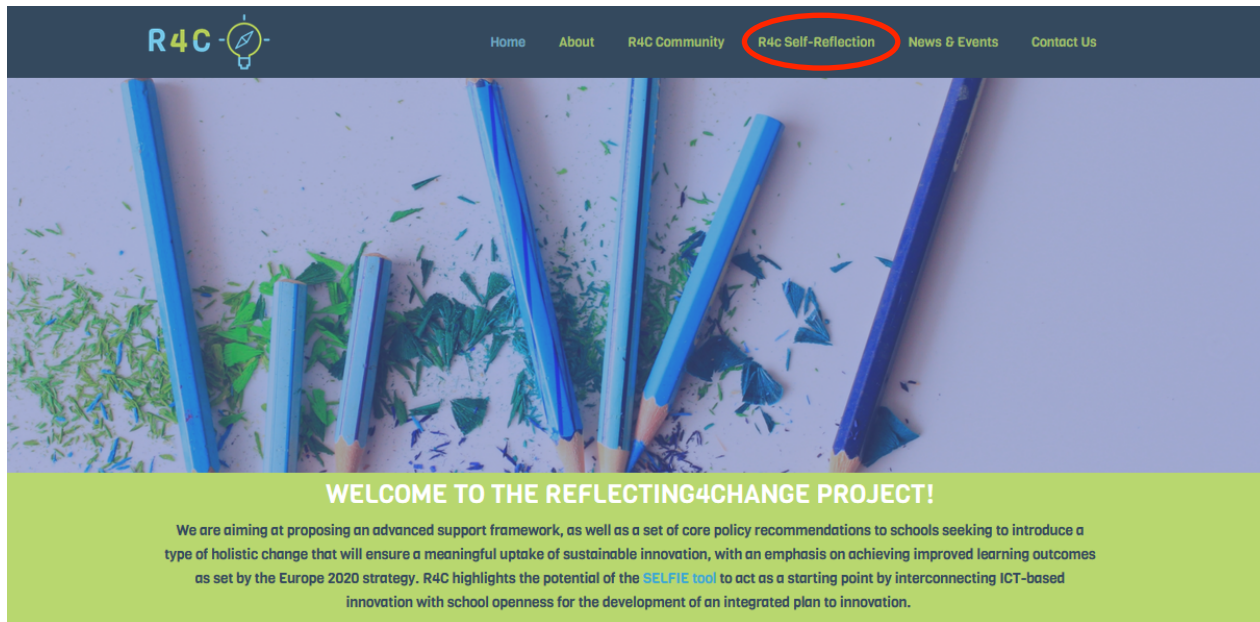 R4C
Home About R4C Community R4c Self-Reflection News & Events Contact Us
WELCOME TO THE REFLECTING4CHANGE PROJECT!
We are aiming at proposing an advanced support framework, as well as a set of core policy recommendations to schools seeking to introduce a
type of holistic change that will ensure a meaningful uptake of sustainable innovation, with an emphasis on achieving improved learning outcomes
as set by the Europe 2020 strategy. R4C highlights the potential of the SELFIE tool to act as a starting point by interconnecting ICT-based
innovation with school openness for the development of an integrated plan to innovation.